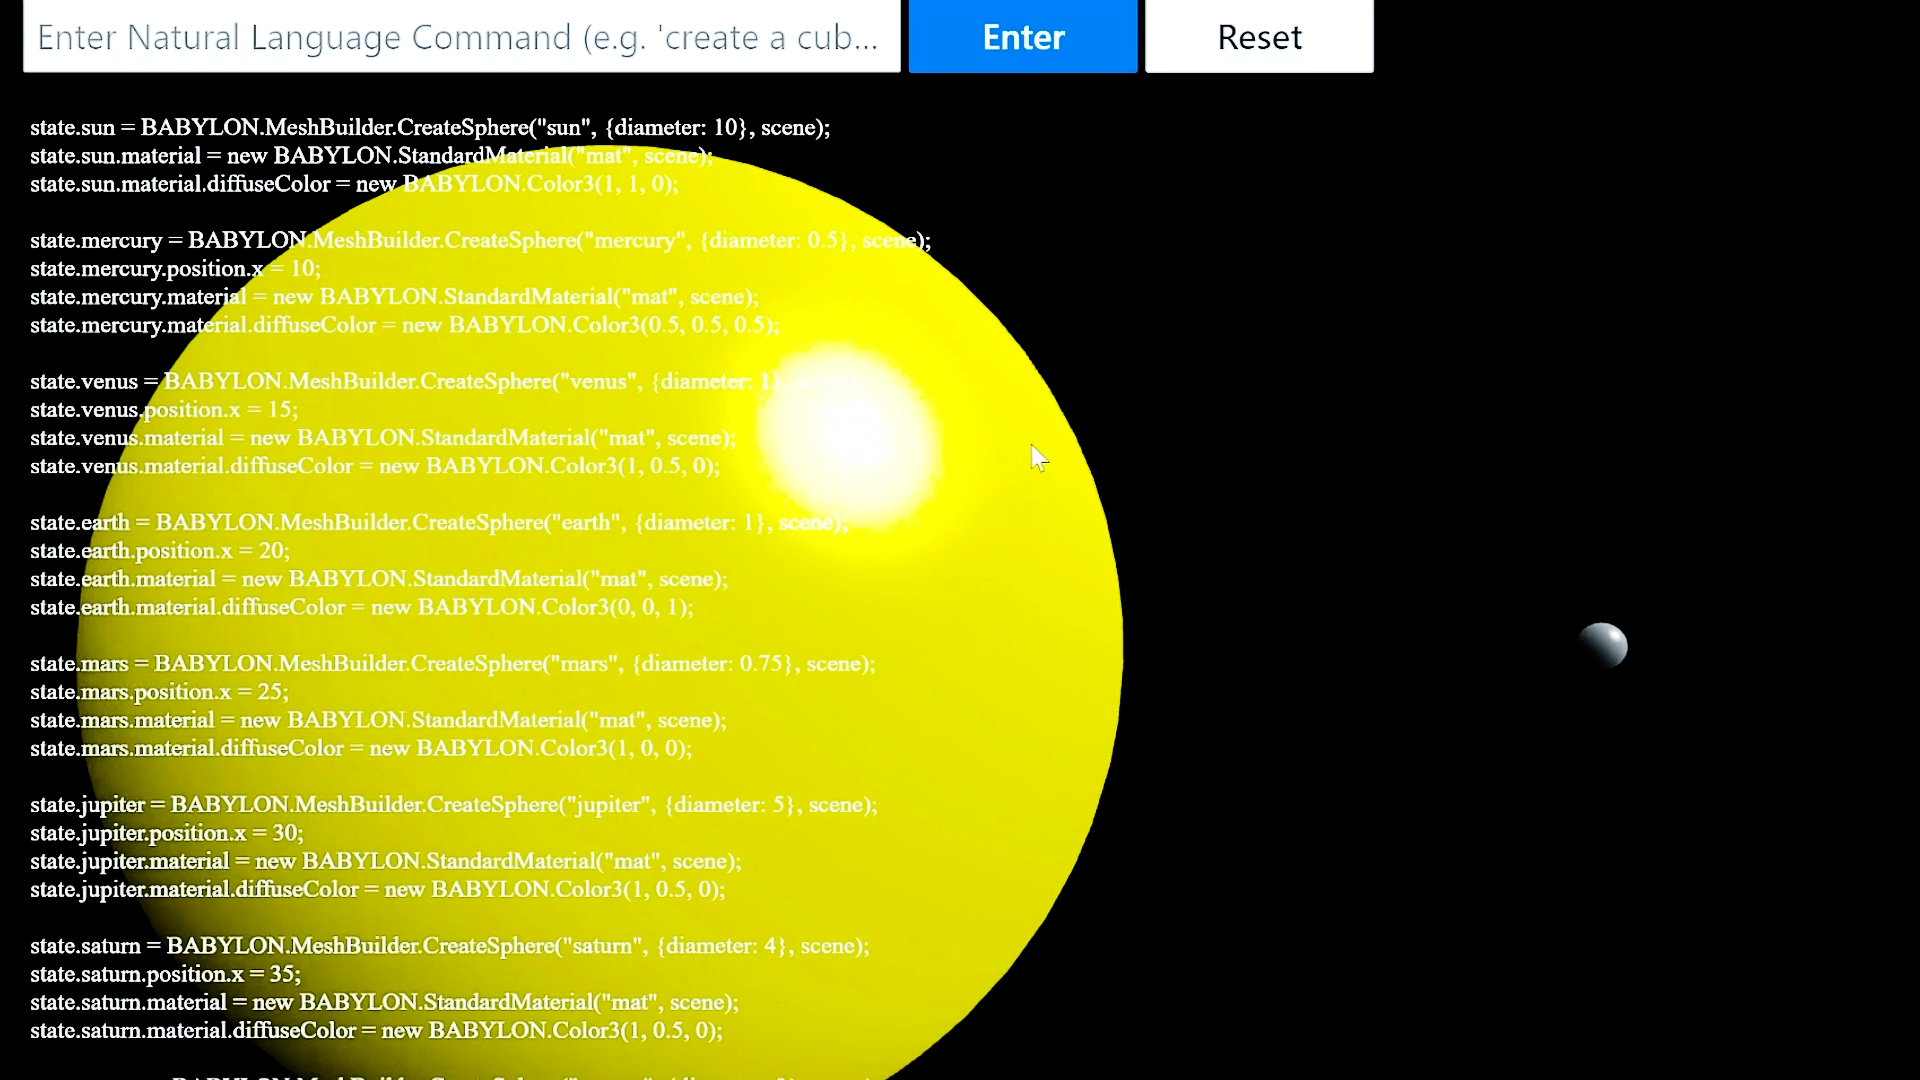 Enter Natural Language Command (e.g. 'create a cub...
Enter
Reset
state.sun = BABYLON.MeshBuilder.CreateSphere("sun", {diameter: 10}, scene);
state.sun.material = new BABYLON.StandardMaterial("mat", scene);
state.sun.material.diffuseColor = new BABYLON.Color3(1, 1, 0);
state.mercury = BABYLON.MeshBuilder.CreateSphere("mercury", {diameter: 0.5}, scene);
state.mercury.position.x = 10;
state.mercury.material = new BABYLON.StandardMaterial("mat", scene);
state.mercury.material.diffuseColor = new BABYLON.Color3(0.5, 0.5, 0.5);
state.venus = BABYLON.MeshBuilder.CreateSphere("venus", {diameter: 1}, scene);
state.venus.position.x = 15;
state.venus.material = new BABYLON.StandardMaterial("mat", scene);
state.venus.material.diffuseColor = new BABYLON.Color3(1, 0.5, 0);
state.earth = BABYLON.MeshBuilder.CreateSphere("earth", {diameter: 1}, scene);
state.earth.position.x = 20;
state.earth.material = new BABYLON.StandardMaterial("mat", scene);
state.earth.material.diffuseColor = new BABYLON.Color3(0, 0, 1);
state.mars = BABYLON.MeshBuilder.CreateSphere("mars", {diameter: 0.75}, scene);
state.mars.position.x = 25;
state.mars.material = new BABYLON.StandardMaterial("mat", scene);
state.mars.material.diffuseColor = new BABYLON.Color3(1, 0, 0);
state.jupiter = BABYLON.MeshBuilder.CreateSphere("jupiter", {diameter: 5}, scene);
state.jupiter.position.x = 30;
state.jupiter.material = new BABYLON.StandardMaterial("mat", scene);
state.jupiter.material.diffuseColor = new BABYLON.Color3(1, 0.5, 0);
state.saturn = BABYLON.MeshBuilder.CreateSphere("saturn", {diameter: 4}, scene);
state.saturn.position.x = 35;
state.saturn.material = new BABYLON.StandardMaterial("mat", scene);
state.saturn.material.diffuseColor = new BABYLON.Color3(1, 0.5, 0);